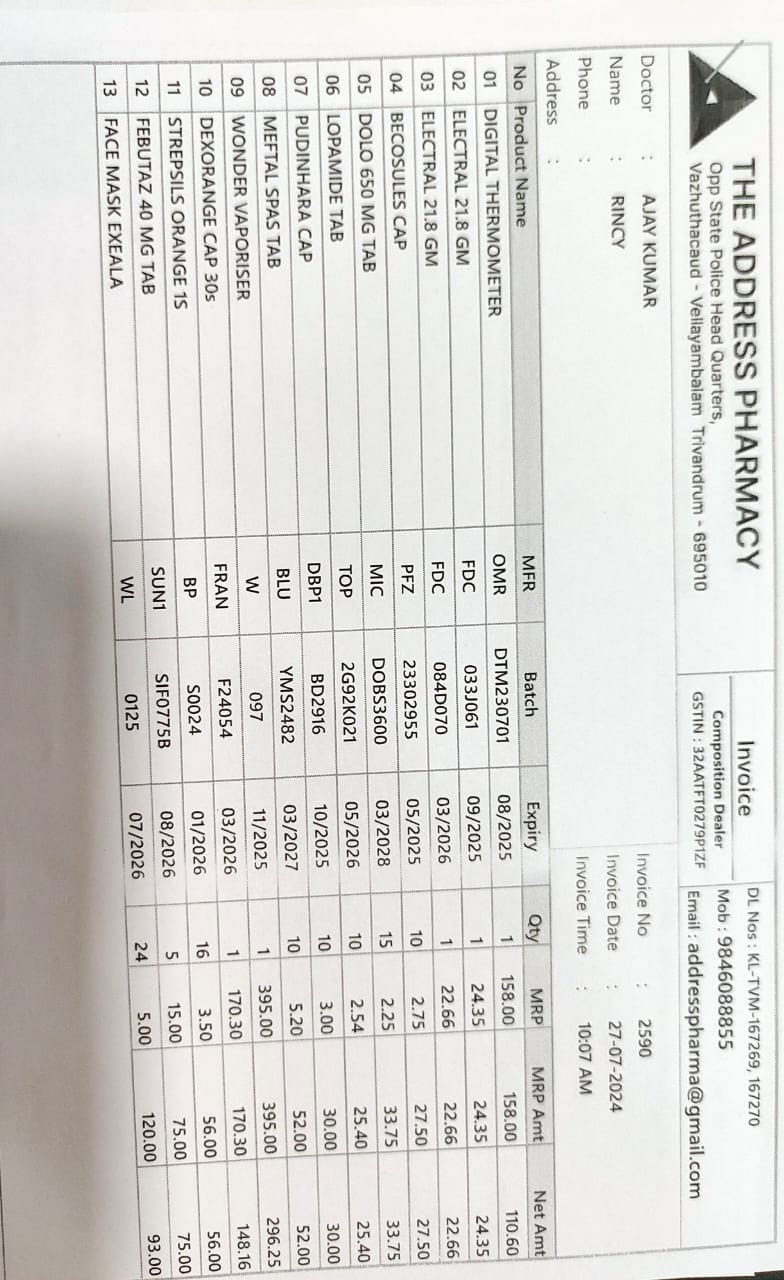 THE ADDRESS PHARMACY
Opp State Police Head Quarters,
Vazhuthacaud - Vellayambalam Trivandrum - 695010
Invoice
Composition Dealer
GSTIN : 32AATFT0279P1ZF
DL Nos : KL-TVM-167269, 167270
Mob : 9846088855
Email : addresspharma@gmail.com
Doctor : AJAY KUMAR
Name : RINCY
Phone :
Address :
Invoice No : 2590
Invoice Date : 27-07-2024
Invoice Time : 10:07 AM
No Product Name MFR Batch Expiry Qty MRP MRP Amt Net Amt
01 DIGITAL THERMOMETER OMR DTM230701 08/2025 1 158.00 158.00 110.60
02 ELECTRAL 21.8 GM FDC 033J061 09/2025 1 24.35 24.35 24.35
03 ELECTRAL 21.8 GM FDC 084D070 03/2026 1 22.66 22.66 22.66
04 BECOSULES CAP PFZ 23302955 05/2025 10 2.75 27.50 27.50
05 DOLO 650 MG TAB MIC DOBS3600 03/2028 15 2.25 33.75 33.75
06 LOPAMIDE TAB TOP 2G92K021 05/2026 10 2.54 25.40 25.40
07 PUDINHARA CAP DBP1 BD2916 10/2025 10 3.00 30.00 30.00
08 MEFTAL SPAS TAB BLU YMS2482 03/2027 10 5.20 52.00 52.00
09 WONDER VAPORISER W 097 11/2025 1 395.00 395.00 296.25
10 DEXORANGE CAP 30s FRAN F24054 03/2026 1 170.30 170.30 148.16
11 STREPSILS ORANGE 1S BP S0024 01/2026 16 3.50 56.00 56.00
12 FEBUTAZ 40 MG TAB SUN1 SIF0775B 08/2026 5 15.00 75.00 75.00
13 FACE MASK EXEALA WL 0125 07/2026 24 5.00 120.00 93.00